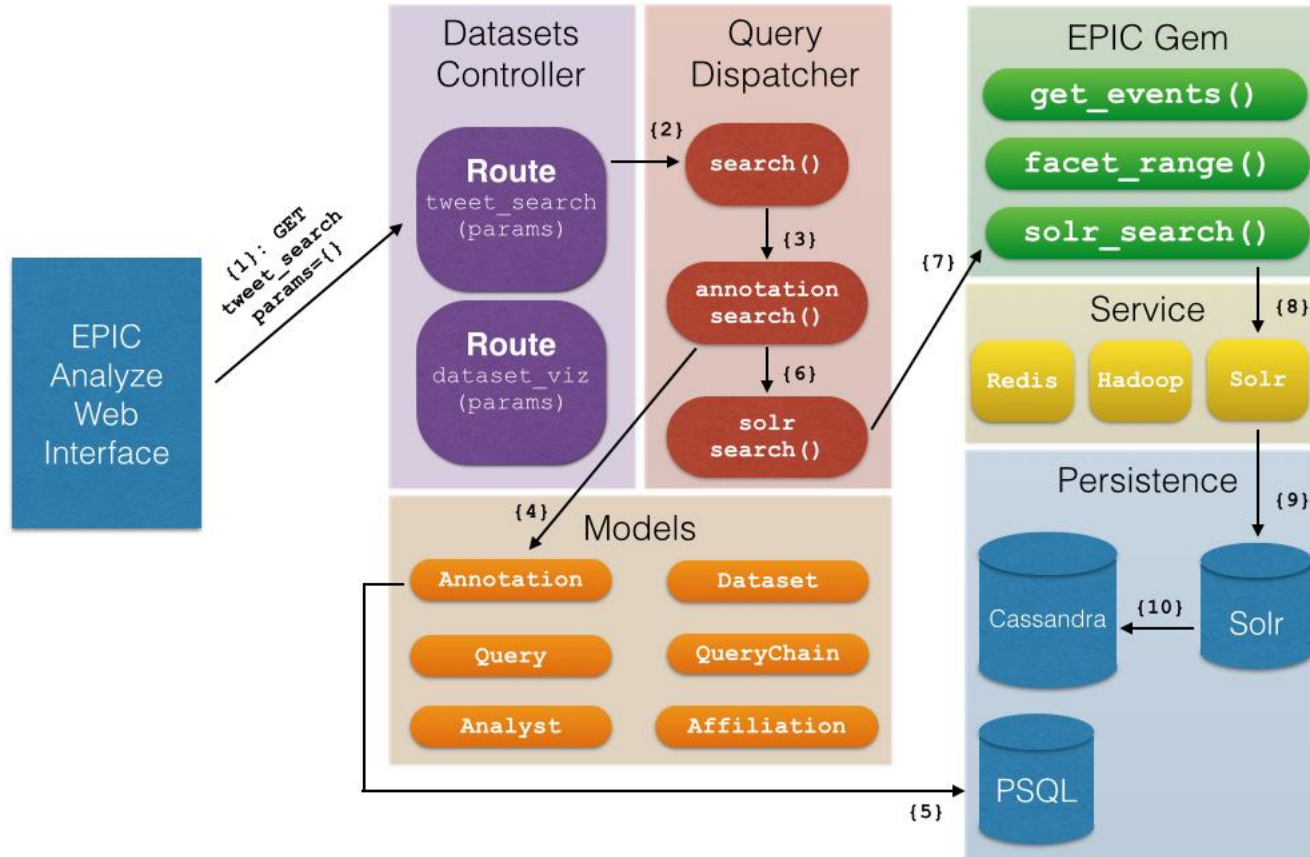 Datasets
Controller
Query
Dispatcher
EPIC Gem
get_events()
facet_range()
solr_search()
{1}: GET
tweet_search
params={}
EPIC
Analyze
Web
Interface
Route
tweet_search
(params)
Route
dataset_viz
(params)
{2}
search()
{3}
annotation
search()
{6}
solr
search()
{7}
{8}
Service
Redis
Hadoop
Solr
Persistence
{9}
Cassandra
{10}
Solr
PSQL
{4}
Models
Annotation
Dataset
Query
QueryChain
Analyst
Affiliation
{5}